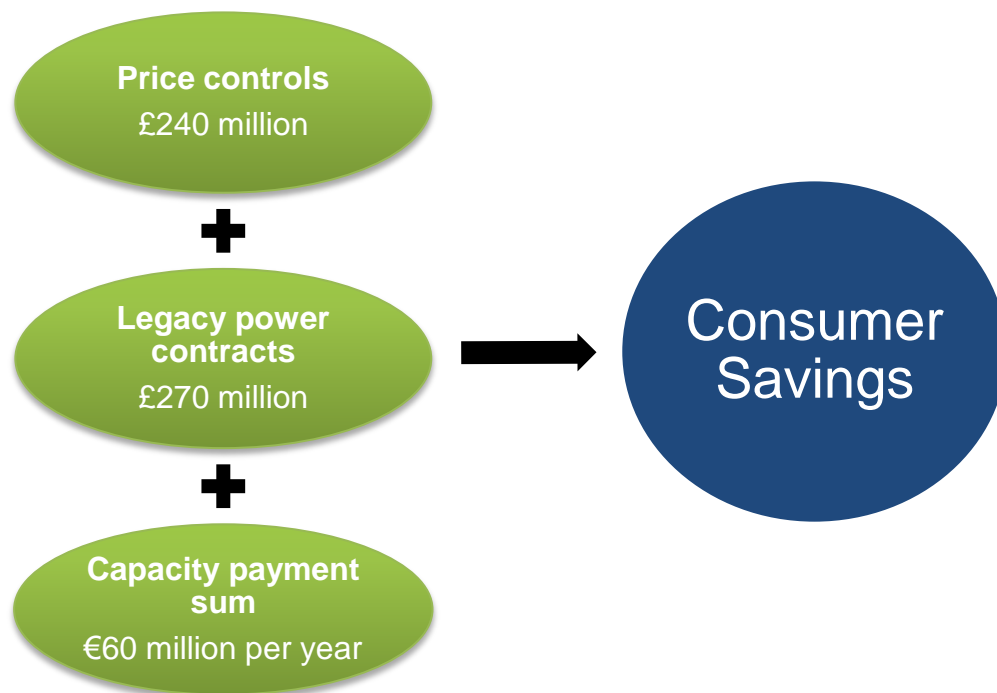 Price controls
£240 million
Legacy power
contracts
£270 million
Capacity payment
sum
€60 million per year
Consumer
Savings